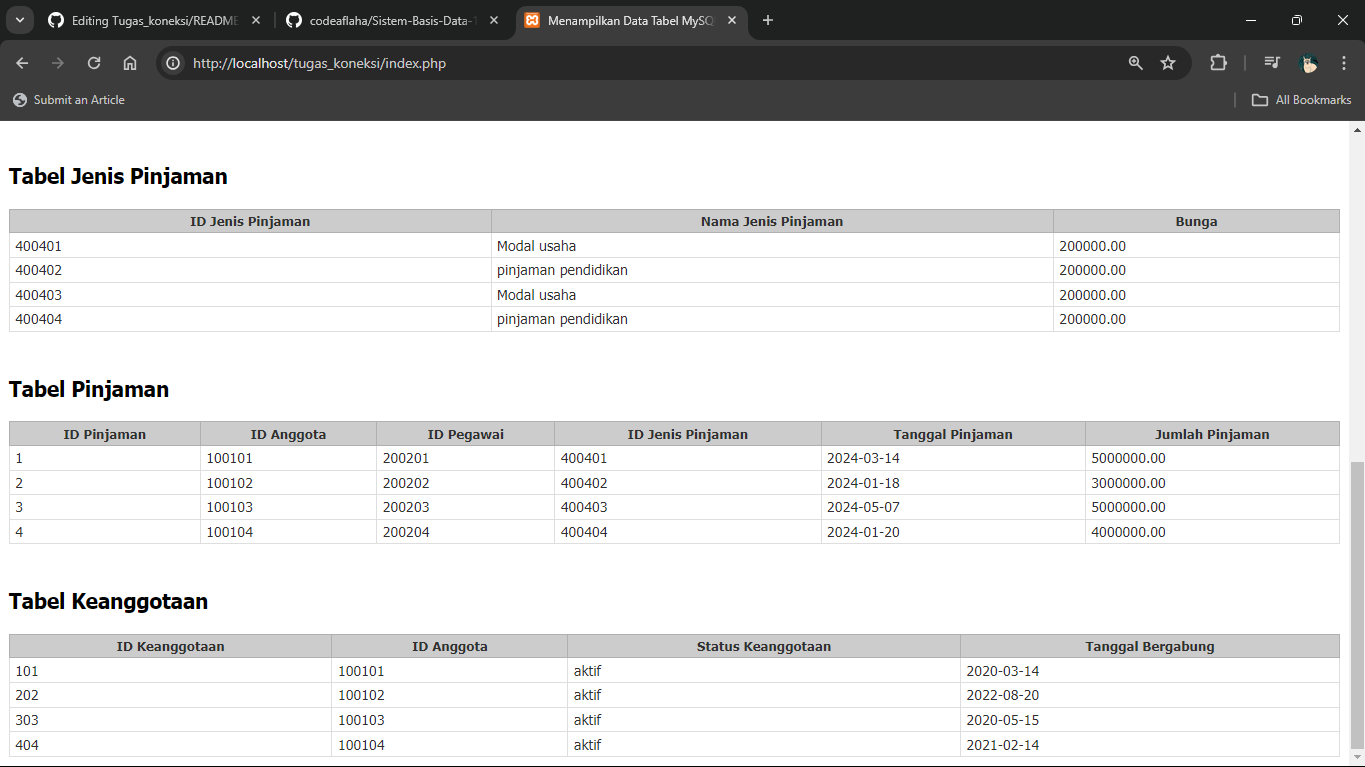 Editing Tugas_koneksi/README
codeaflaha/Sistem-Basis-Data-
Menampilkan Data Tabel MySQ
http://localhost/tugas_koneksi/index.php
Submit an Article
All Bookmarks
Tabel Jenis Pinjaman
ID Jenis Pinjaman Nama Jenis Pinjaman Bunga
400401 Modal usaha 200000.00
400402 pinjaman pendidikan 200000.00
400403 Modal usaha 200000.00
400404 pinjaman pendidikan 200000.00
Tabel Pinjaman
ID Pinjaman ID Anggota ID Pegawai ID Jenis Pinjaman Tanggal Pinjaman Jumlah Pinjaman
1 100101 200201 400401 2024-03-14 5000000.00
2 100102 200202 400402 2024-01-18 3000000.00
3 100103 200203 400403 2024-05-07 5000000.00
4 100104 200204 400404 2024-01-20 4000000.00
Tabel Keanggotaan
ID Keanggotaan ID Anggota Status Keanggotaan Tanggal Bergabung
101 100101 aktif 2020-03-14
202 100102 aktif 2022-08-20
303 100103 aktif 2020-05-15
404 100104 aktif 2021-02-14